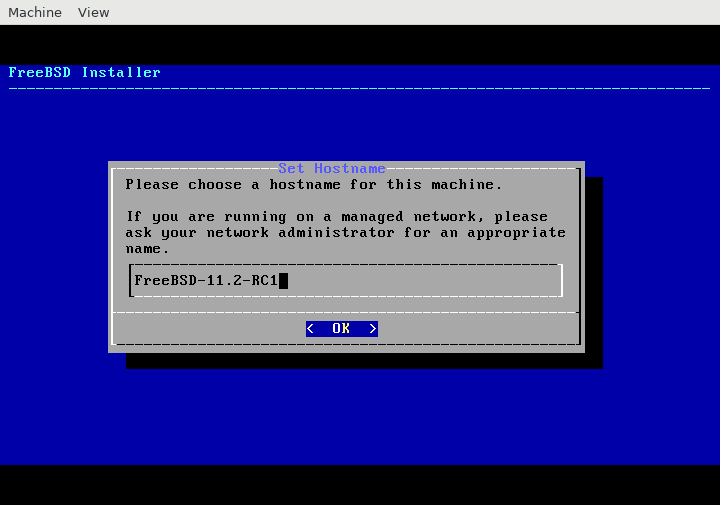 Machine View
FreeBSD Installer
Set Hostname
Please choose a hostname for this machine.
If you are running on a managed network, please
ask your network administrator for an appropriate
name.
FreeBSD-11.2-RC1
< OK >